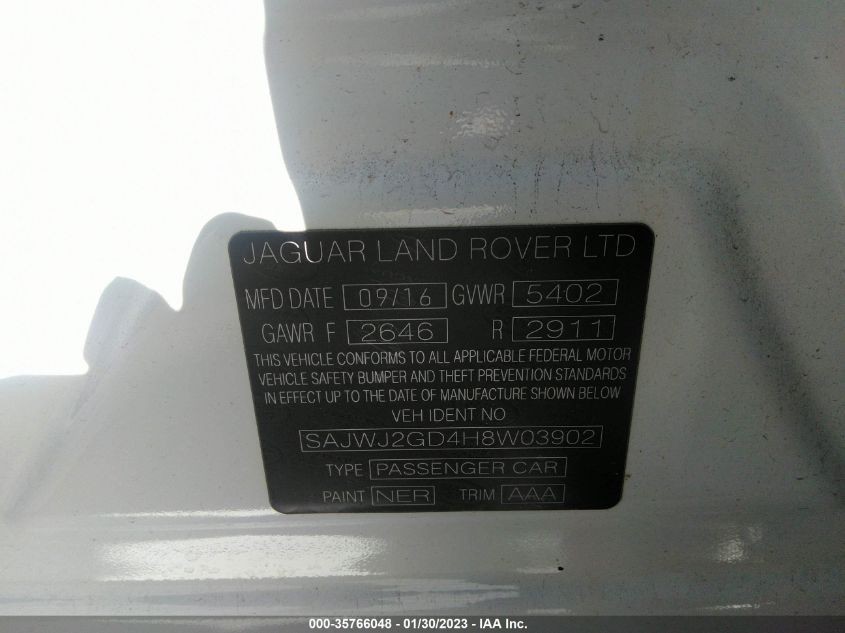 JAGUAR LAND ROVER LTD
MFD DATE 09/16 GVWR 5402
GAWR F 2646 R 2911
THIS VEHICLE CONFORMS TO ALL APPLICABLE FEDERAL MOTOR
VEHICLE SAFETY BUMPER AND THEFT PREVENTION STANDARDS
IN EFFECT UP TO THE DATE OF MANUFACTURE SHOWN BELOW
VEH IDENT NO
SAJWJ2GD4H8W03902
TYPE PASSENGER CAR
PAINT NER TRIM AAA
000-35766048 - 01/30/2023 - IAA Inc.